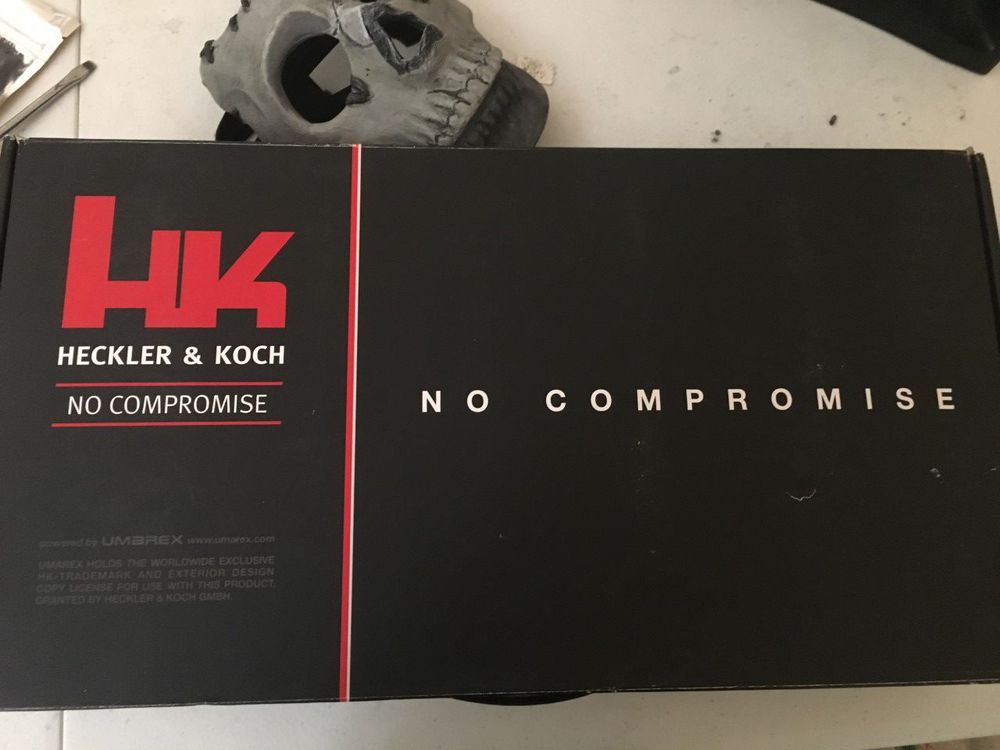 HK
HECKLER & KOCH
NO COMPROMISE
NO COMPROMISE
powered by UMAREX www.umarex.com
UMAREX HOLDS THE WORLDWIDE EXCLUSIVE
HK-TRADEMARK AND EXTERIOR DESIGN
COPY LICENSE FOR USE WITH THIS PRODUCT,
GRANTED BY HECKLER & KOCH GMBH.